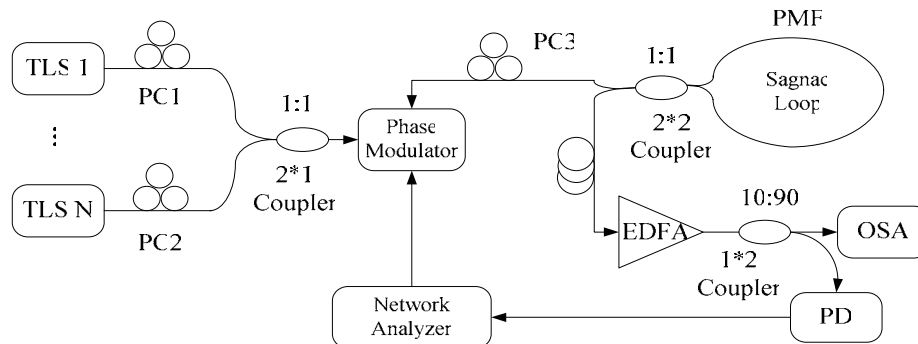 TLS 1
PC1
⋮
TLS N
PC2
1:1
2*1
Coupler
Phase
Modulator
PC3
1:1
2*2
Coupler
PMF
Sagnac
Loop
EDFA
10:90
1*2
Coupler
OSA
PD
Network
Analyzer